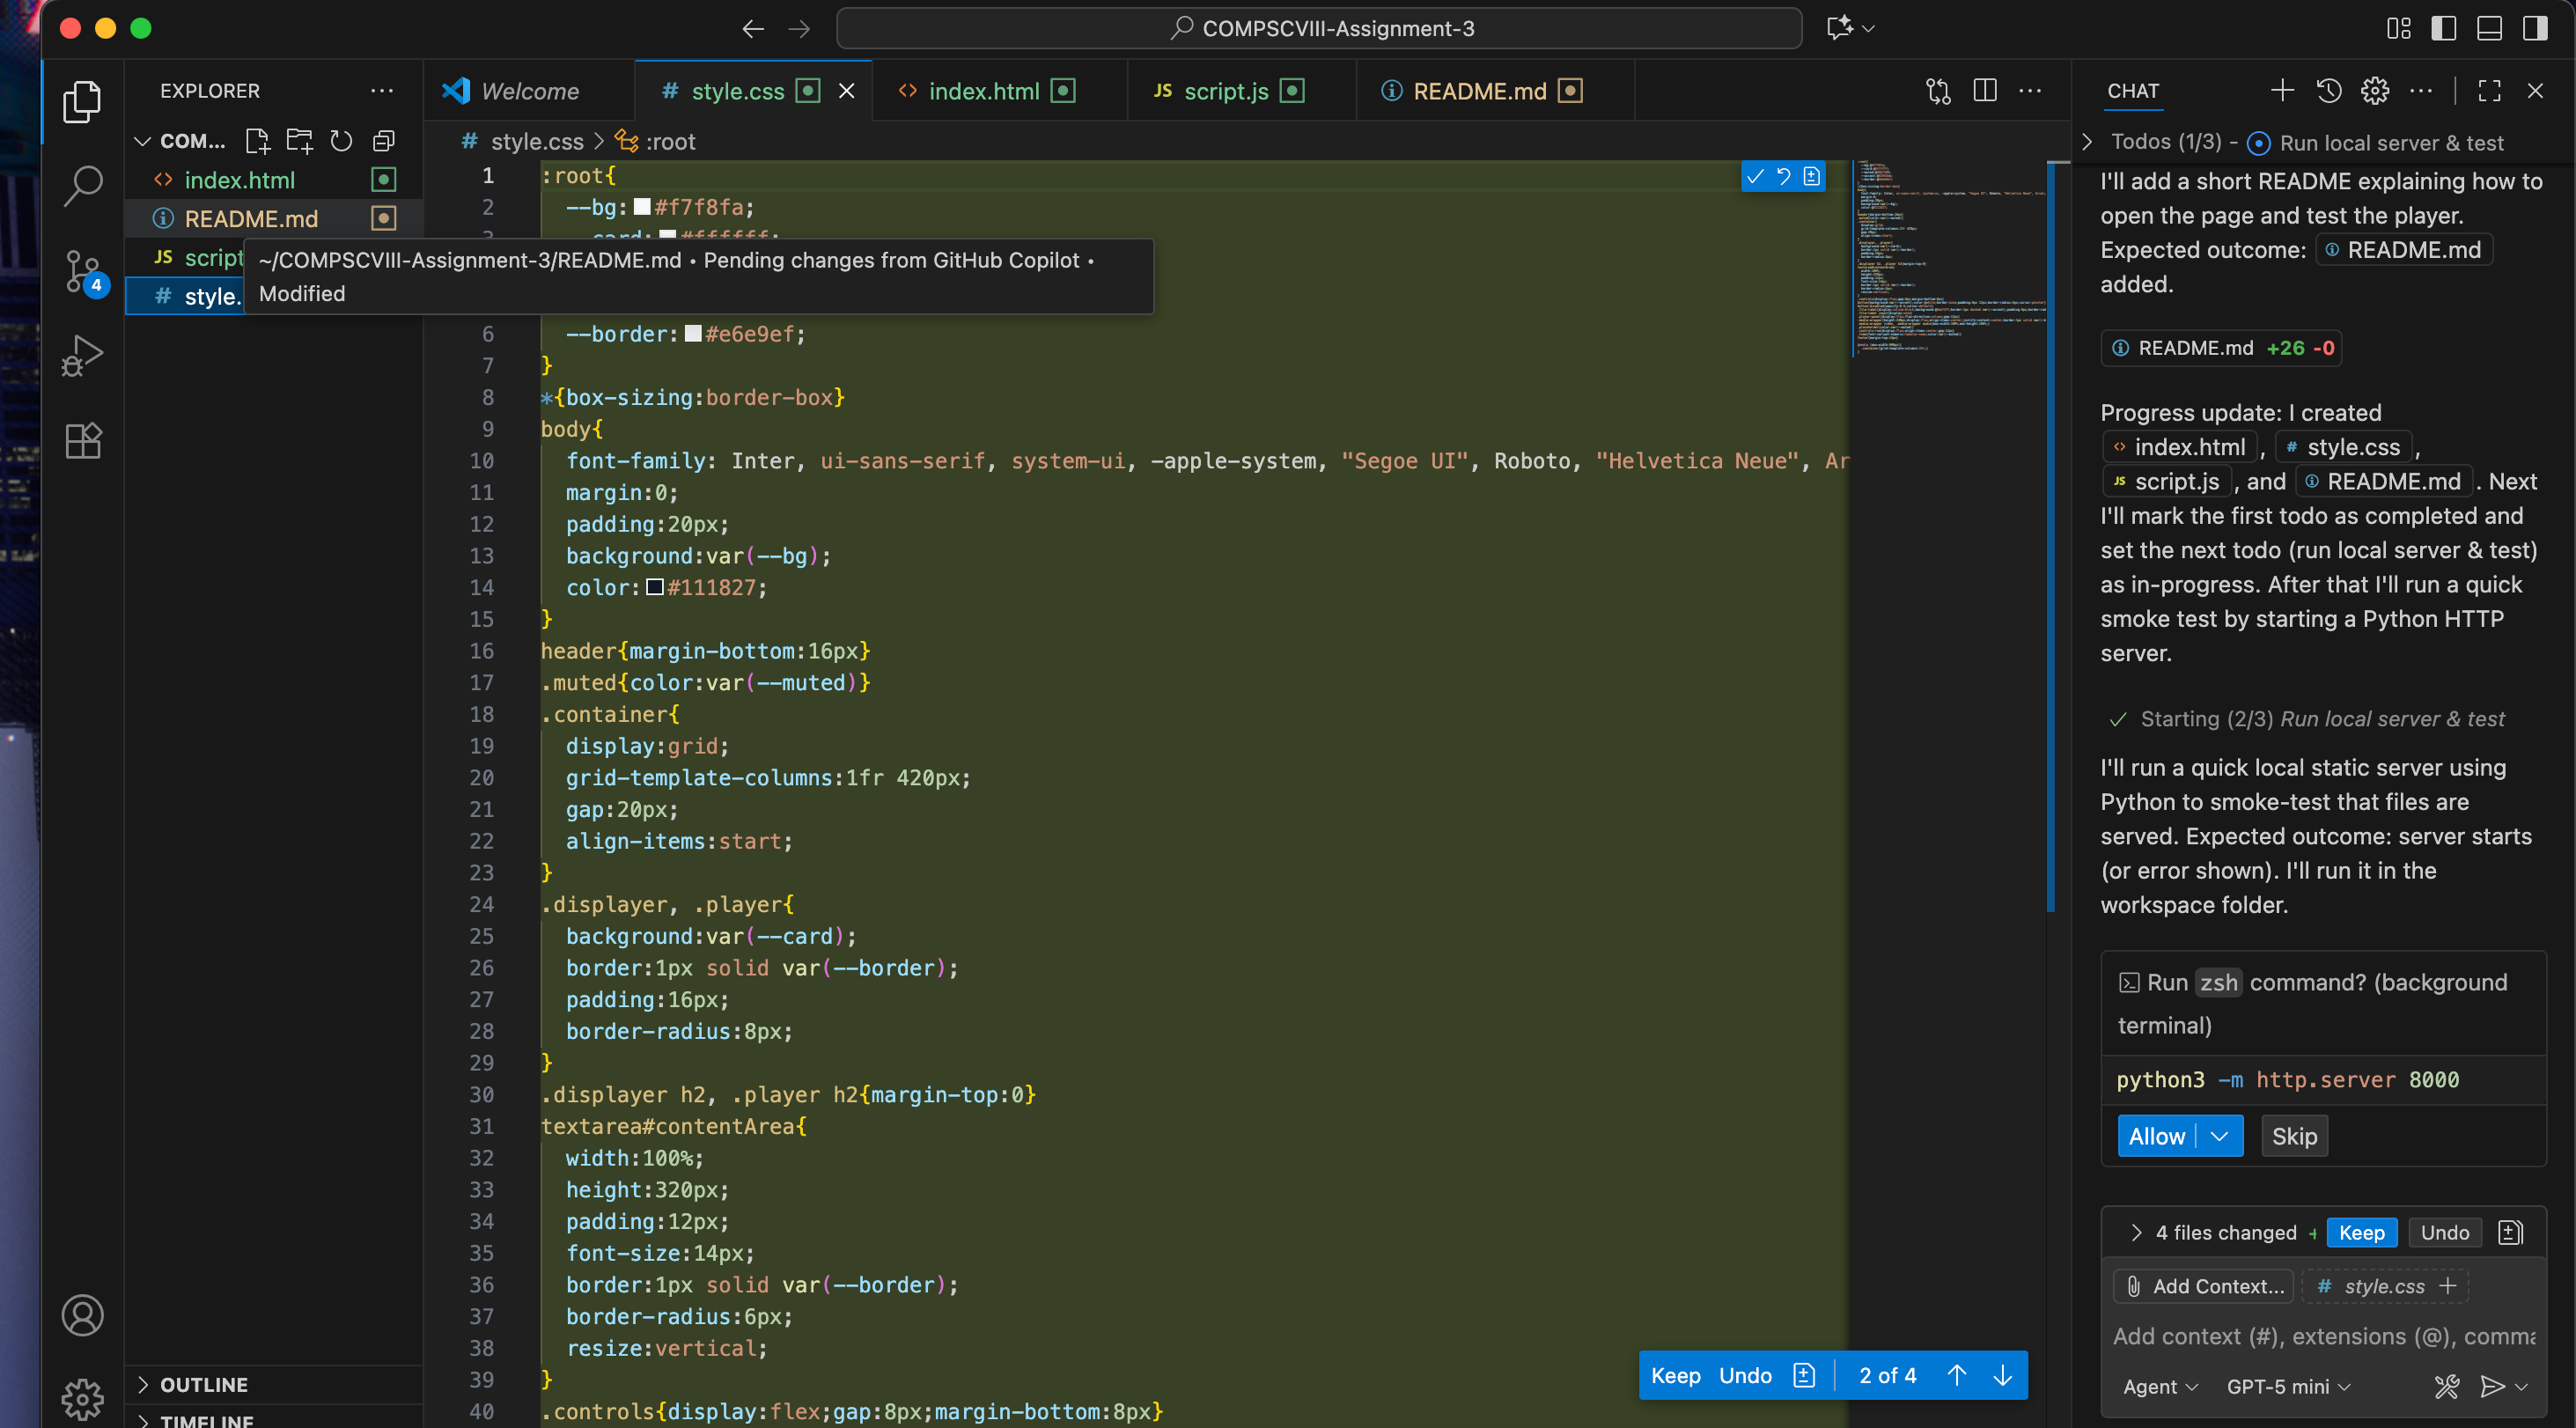 COMPSCVIII-Assignment-3
EXPLORER
COM...
index.html
README.md
script
style.
4
OUTLINE
TIMELINE
~/COMPSCVIII-Assignment-3/README.md • Pending changes from GitHub Copilot •
Modified
Welcome
# style.css
index.html
JS script.js
README.md
# style.css > :root
1 :root{
2 --bg: #f7f8fa;
3 --card: #ffffff;
6 --border: #e6e9ef;
7 }
8 *{box-sizing:border-box}
9 body{
10 font-family: Inter, ui-sans-serif, system-ui, -apple-system, "Segoe UI", Roboto, "Helvetica Neue", Ar
11 margin:0;
12 padding:20px;
13 background:var(--bg);
14 color: #111827;
15 }
16 header{margin-bottom:16px}
17 .muted{color:var(--muted)}
18 .container{
19 display:grid;
20 grid-template-columns:1fr 420px;
21 gap:20px;
22 align-items:start;
23 }
24 .displayer, .player{
25 background:var(--card);
26 border:1px solid var(--border);
27 padding:16px;
28 border-radius:8px;
29 }
30 .displayer h2, .player h2{margin-top:0}
31 textarea#contentArea{
32 width:100%;
33 height:320px;
34 padding:12px;
35 font-size:14px;
36 border:1px solid var(--border);
37 border-radius:6px;
38 resize:vertical;
39 }
40 .controls{display:flex;gap:8px;margin-bottom:8px}
Keep Undo 2 of 4
CHAT
Todos (1/3) - Run local server & test
I'll add a short README explaining how to
open the page and test the player.
Expected outcome: README.md
added.
README.md +26 -0
Progress update: I created
index.html , # style.css ,
JS script.js , and README.md . Next
I'll mark the first todo as completed and
set the next todo (run local server & test)
as in-progress. After that I'll run a quick
smoke test by starting a Python HTTP
server.
Starting (2/3) Run local server & test
I'll run a quick local static server using
Python to smoke-test that files are
served. Expected outcome: server starts
(or error shown). I'll run it in the
workspace folder.
Run zsh command? (background
terminal)
python3 -m http.server 8000
Allow Skip
4 files changed + Keep Undo
Add Context... # style.css +
Add context (#), extensions (@), comma
Agent GPT-5 mini